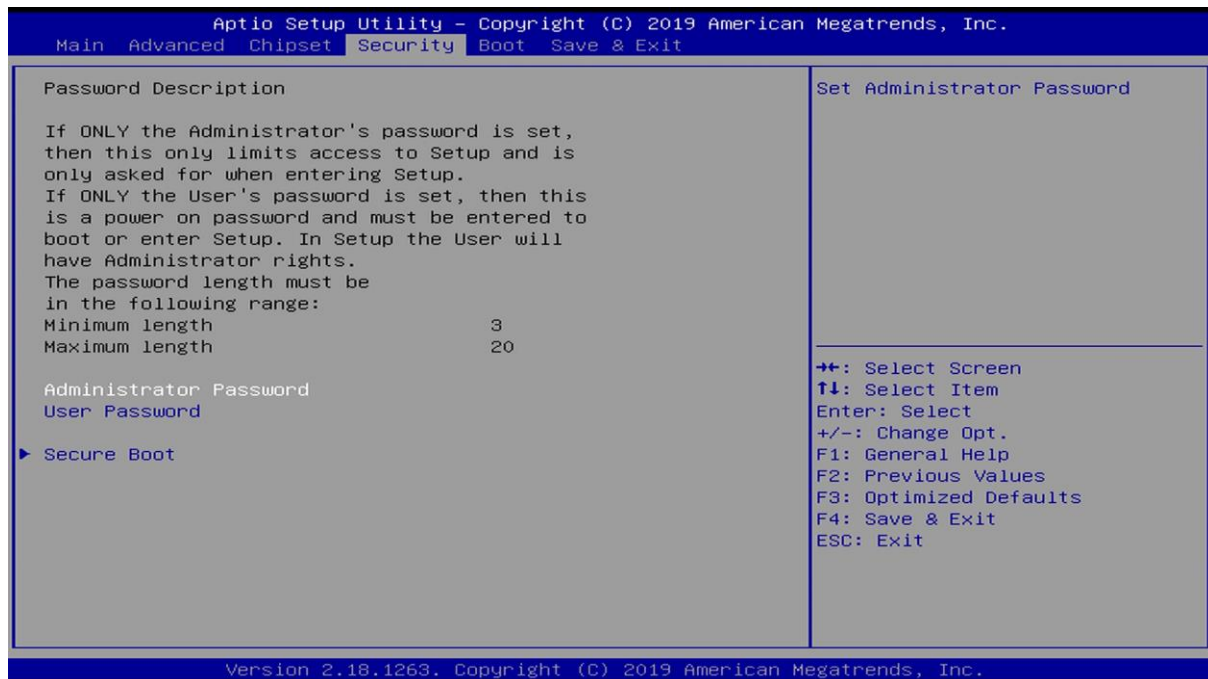 Aptio Setup Utility – Copyright (C) 2019 American Megatrends, Inc.
Main Advanced Chipset Security Boot Save & Exit
Password Description
If ONLY the Administrator's password is set,
then this only limits access to Setup and is
only asked for when entering Setup.
If ONLY the User's password is set, then this
is a power on password and must be entered to
boot or enter Setup. In Setup the User will
have Administrator rights.
The password length must be
in the following range:
Minimum length 3
Maximum length 20
Administrator Password
User Password
▶ Secure Boot
Set Administrator Password
→←: Select Screen
↑↓: Select Item
Enter: Select
+/-: Change Opt.
F1: General Help
F2: Previous Values
F3: Optimized Defaults
F4: Save & Exit
ESC: Exit
Version 2.18.1263. Copyright (C) 2019 American Megatrends, Inc.